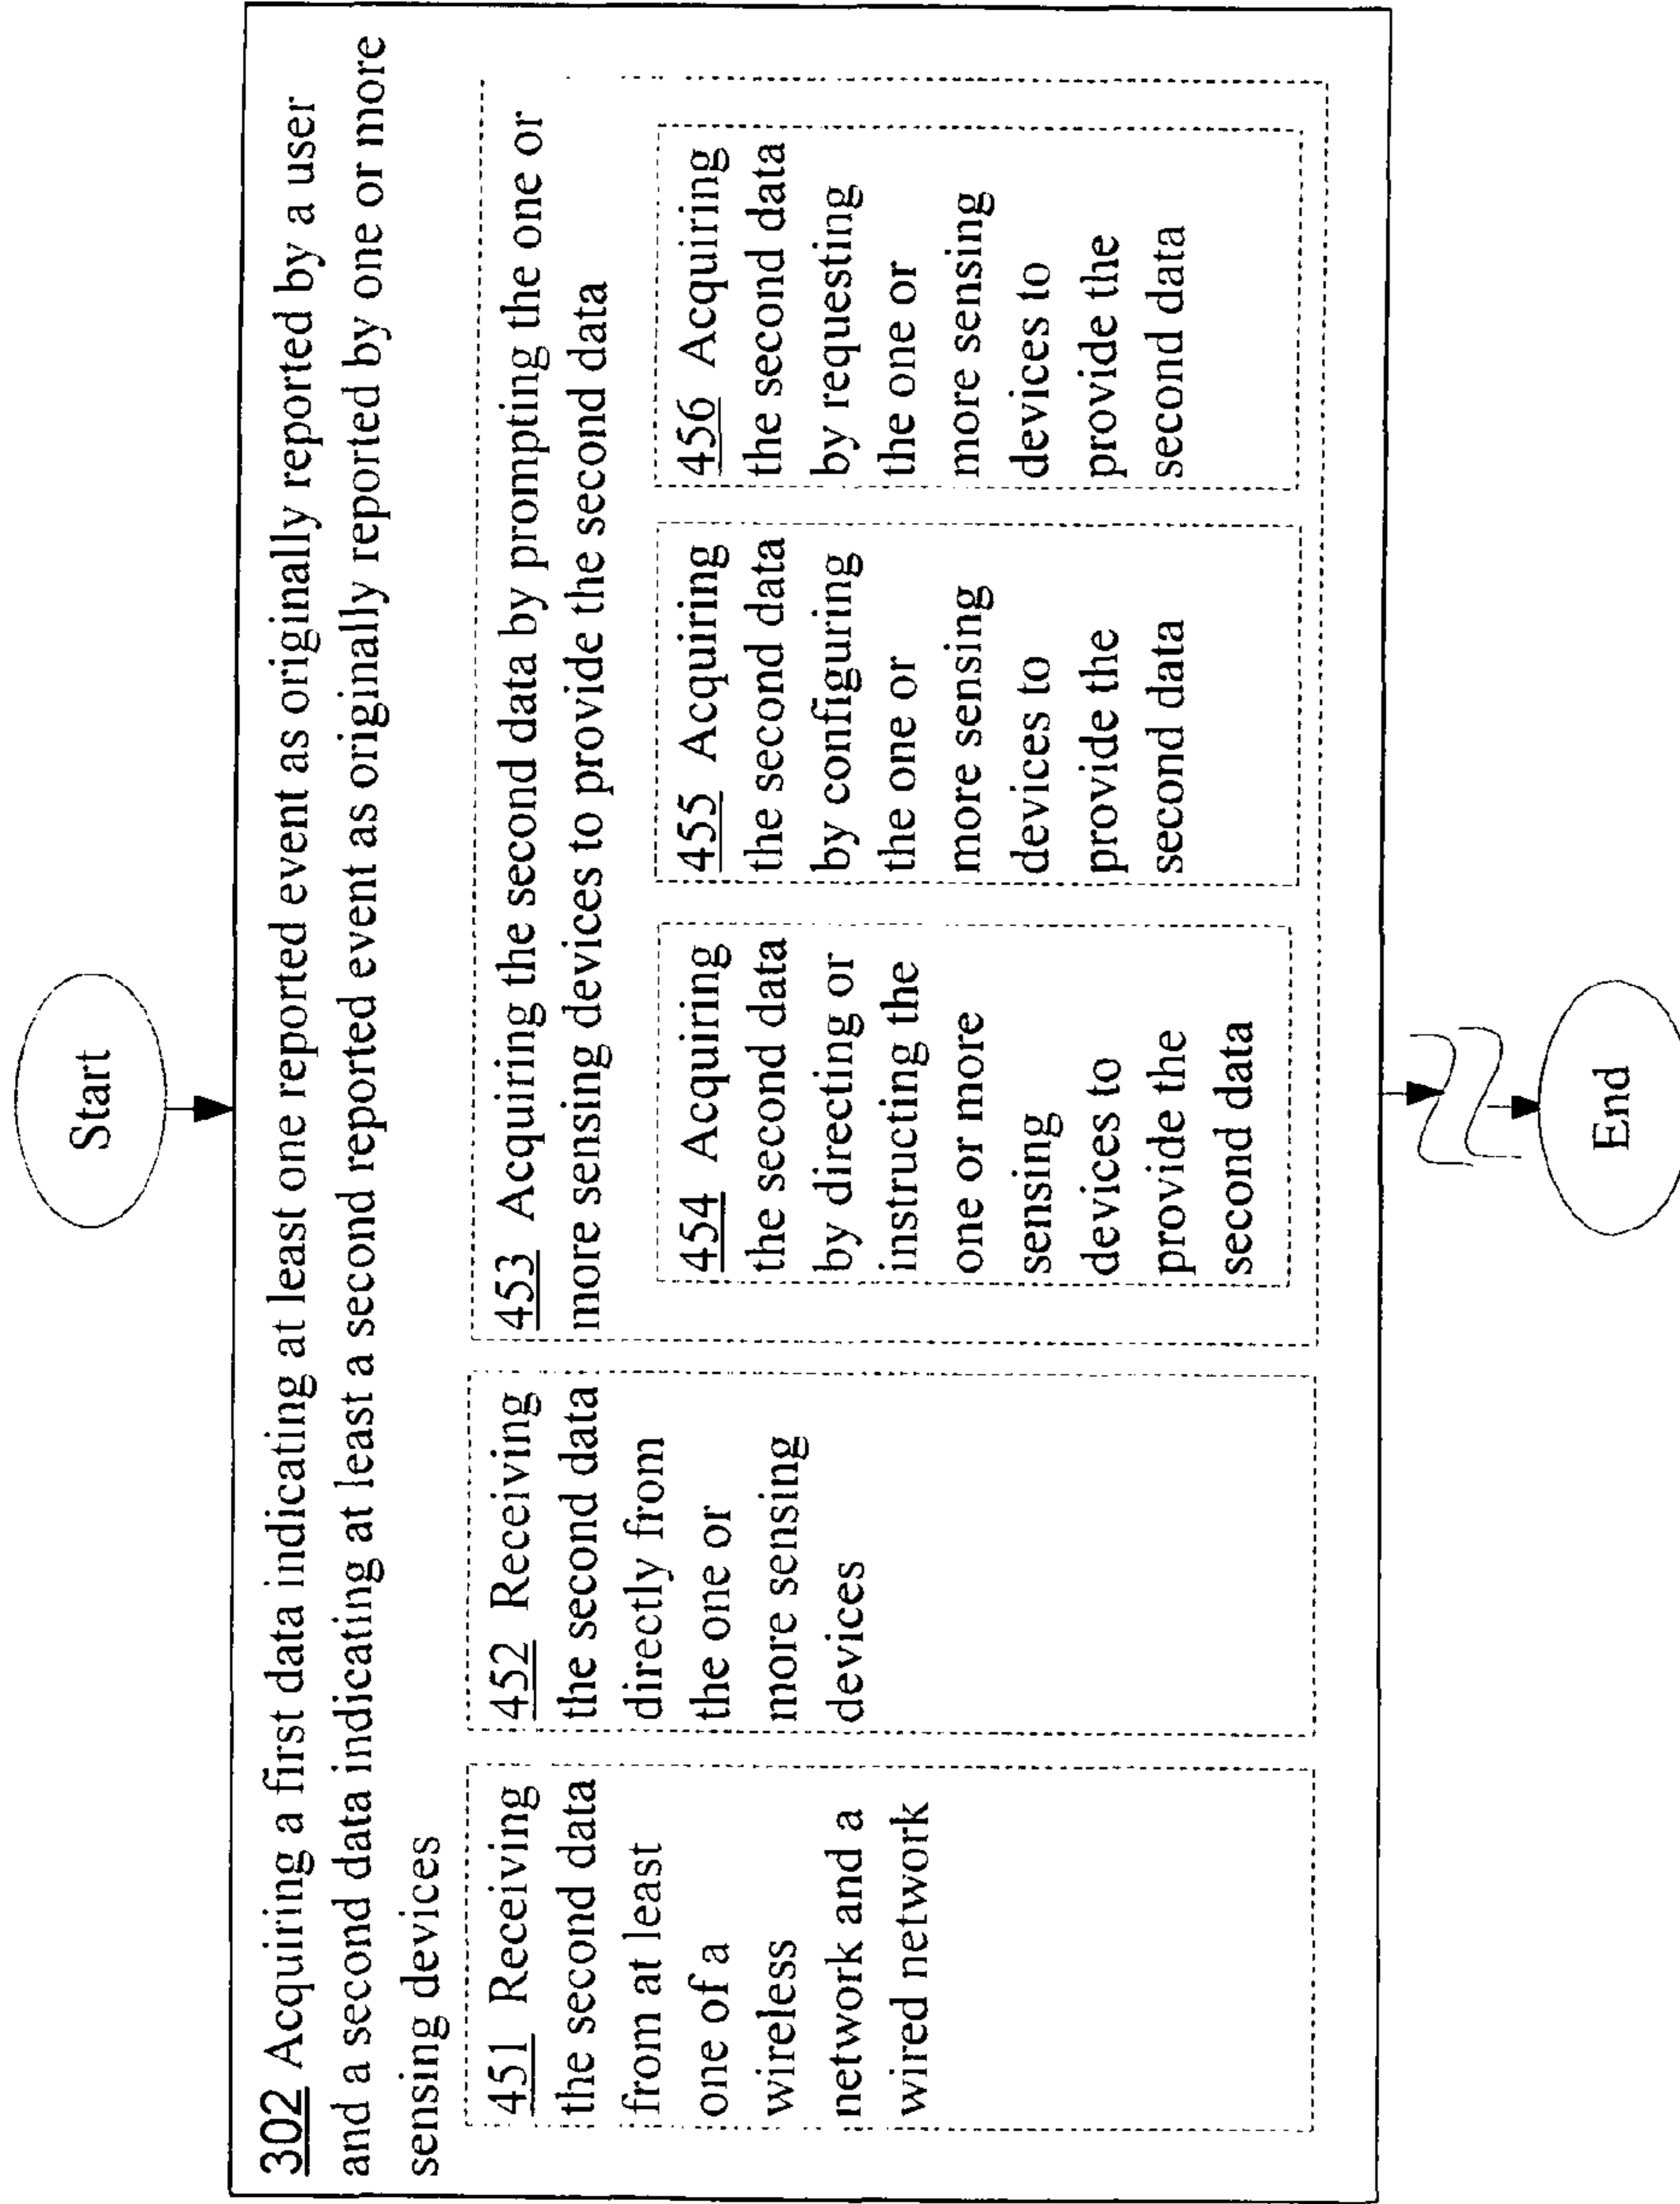 Start
302 Acquiring a first data indicating at least one reported event as originally reported by a user
and a second data indicating at least a second reported event as originally reported by one or more
sensing devices
451 Receiving
the second data
from at least
one of a
wireless
network and a
wired network
452 Receiving
the second data
directly from
the one or
more sensing
devices
453 Acquiring the second data by prompting the one or
more sensing devices to provide the second data
454 Acquiring
the second data
by directing or
instructing the
one or more
sensing
devices to
provide the
second data
455 Acquiring
the second data
by configuring
the one or
more sensing
devices to
provide the
second data
456 Acquiring
the second data
by requesting
the one or
more sensing
devices to
provide the
second data
End